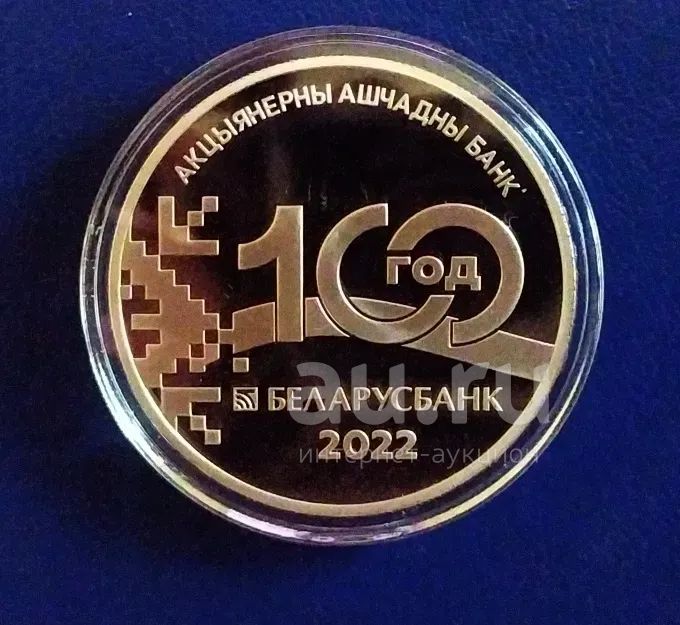 АКЦЫЯНЕРНЫ АШЧАДНЫ БАНК
100
ГОД
БЕЛАРУСБАНК
2022
au.ru
интернет-аукцион